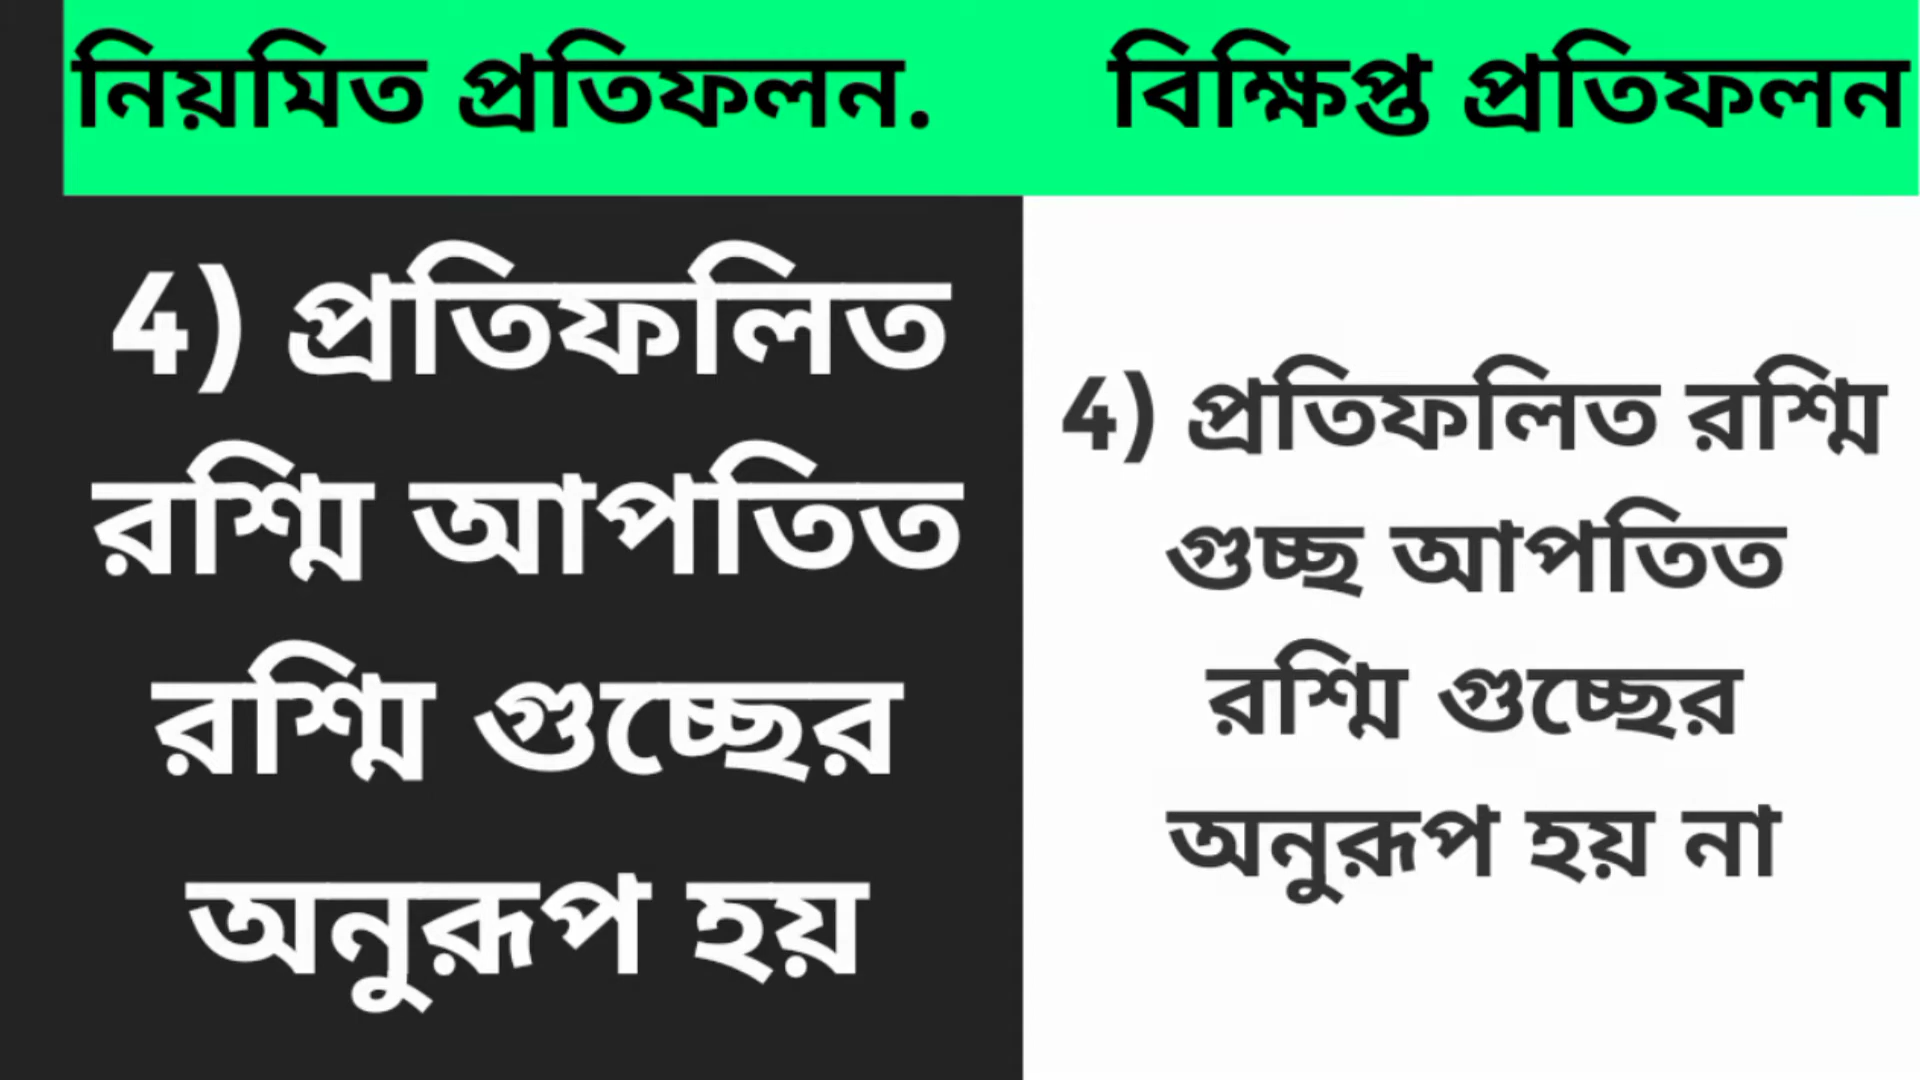 নিয়মিত প্রতিফলন. বিক্ষিপ্ত প্রতিফলন
4) প্রতিফলিত
রশ্মি আপতিত
রশ্মি গুচ্ছের
অনুরূপ হয়
4) প্রতিফলিত রশ্মি
গুচ্ছ আপতিত
রশ্মি গুচ্ছের
অনুরূপ হয় না